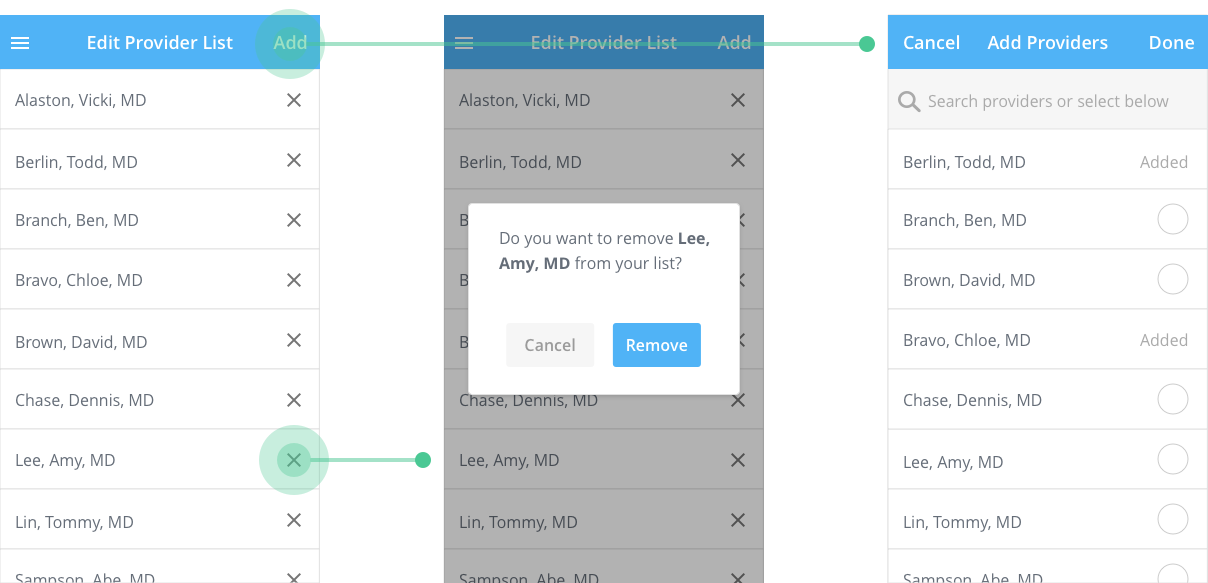 Edit Provider List Add
Alaston, Vicki, MD
Berlin, Todd, MD
Branch, Ben, MD
Bravo, Chloe, MD
Brown, David, MD
Chase, Dennis, MD
Lee, Amy, MD
Lin, Tommy, MD
Sampson, Abe, MD
Edit Provider List Add
Alaston, Vicki, MD
Berlin, Todd, MD
B
B
B
Do you want to remove Lee,
Amy, MD from your list?
Cancel Remove
Chase, Dennis, MD
Lee, Amy, MD
Lin, Tommy, MD
Sampson, Abe, MD
Cancel Add Providers Done
Search providers or select below
Berlin, Todd, MD Added
Branch, Ben, MD
Brown, David, MD
Bravo, Chloe, MD Added
Chase, Dennis, MD
Lee, Amy, MD
Lin, Tommy, MD
Sampson, Abe, MD